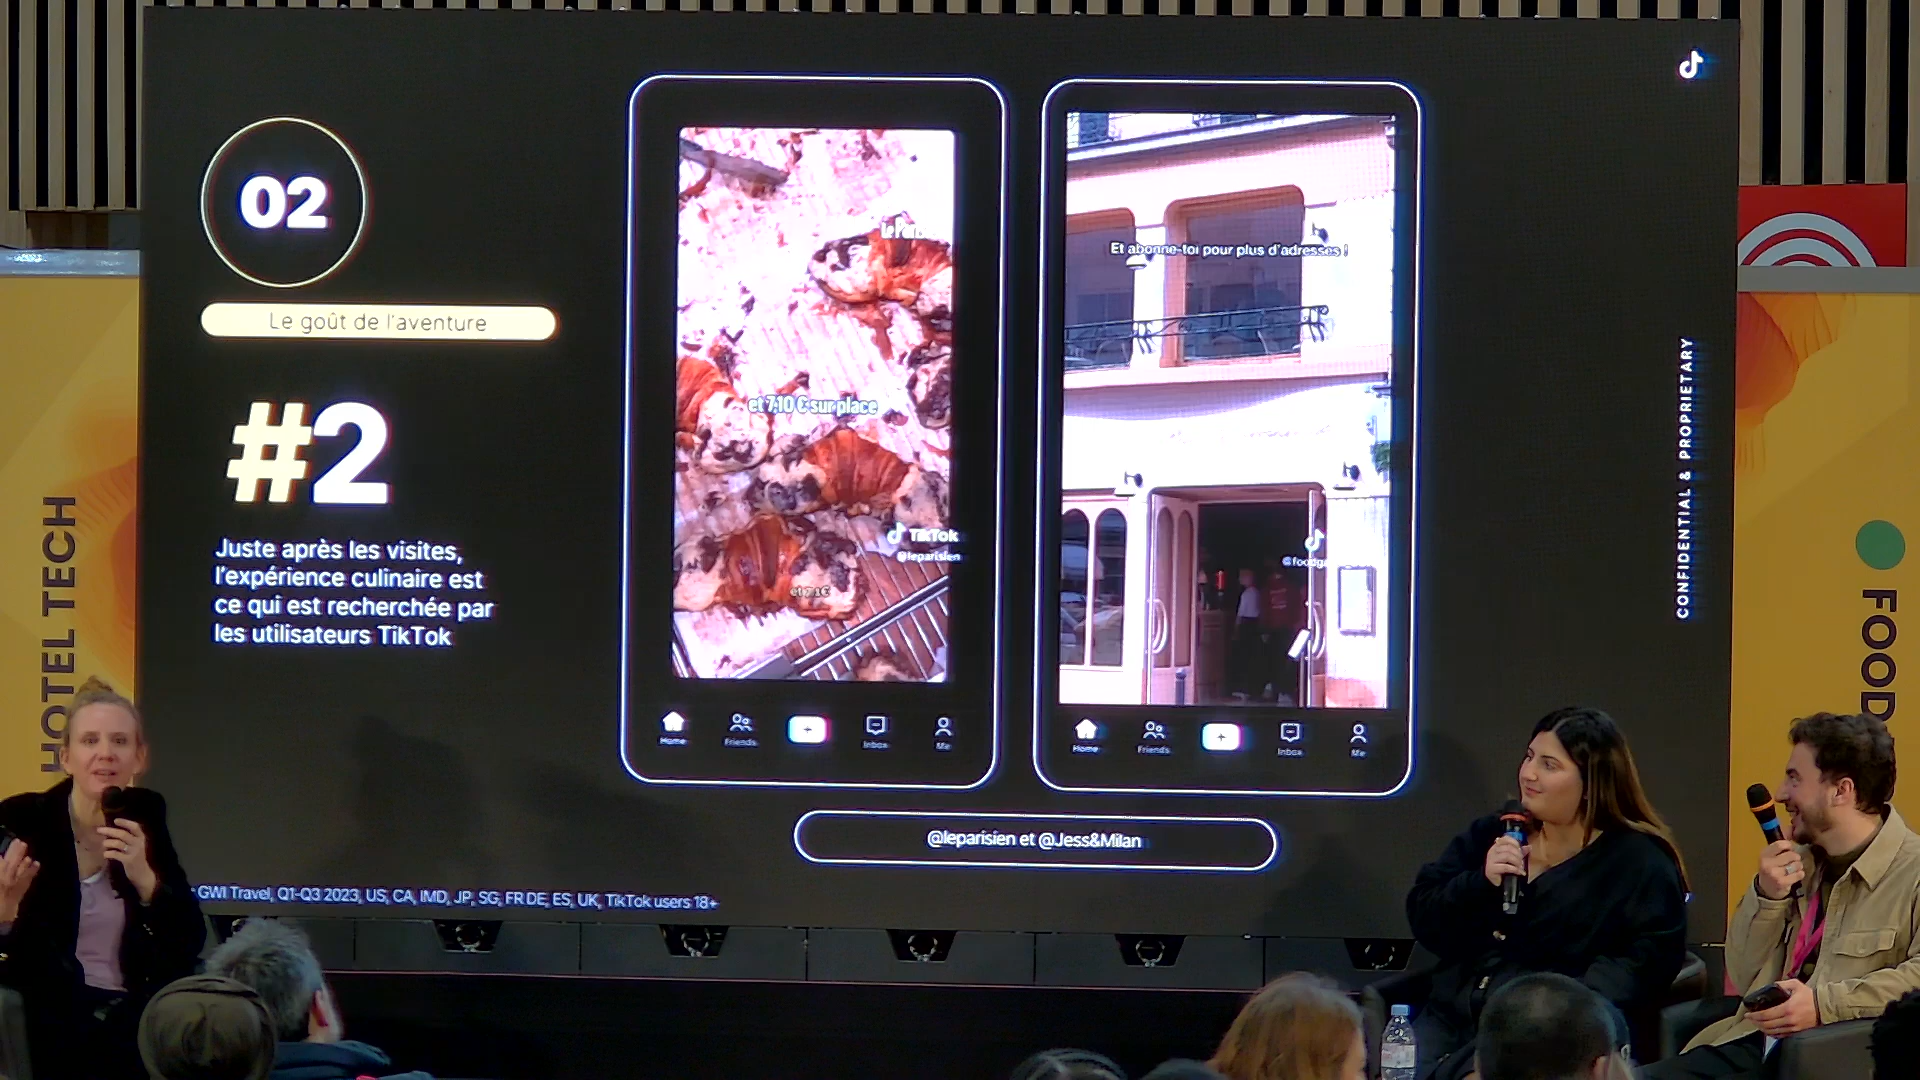 02
Le goût de l'aventure
#2
Juste après les visites,
l'expérience culinaire est
ce qui est recherchée par
les utilisateurs TikTok
et 7,10 € sur place
TikTok
@leparisien
Home
Friends
Inbox
Me
Et abonne-toi pour plus d'adresses !
Home
Friends
Inbox
Me
@leparisien et @Jess&Milan
GWI Travel, Q1-Q3 2023, US, CA, IMD, JP, SG, FR DE, ES, UK, TikTok users 18+
CONFIDENTIAL & PROPRIETARY
HOTEL TECH
FOOD